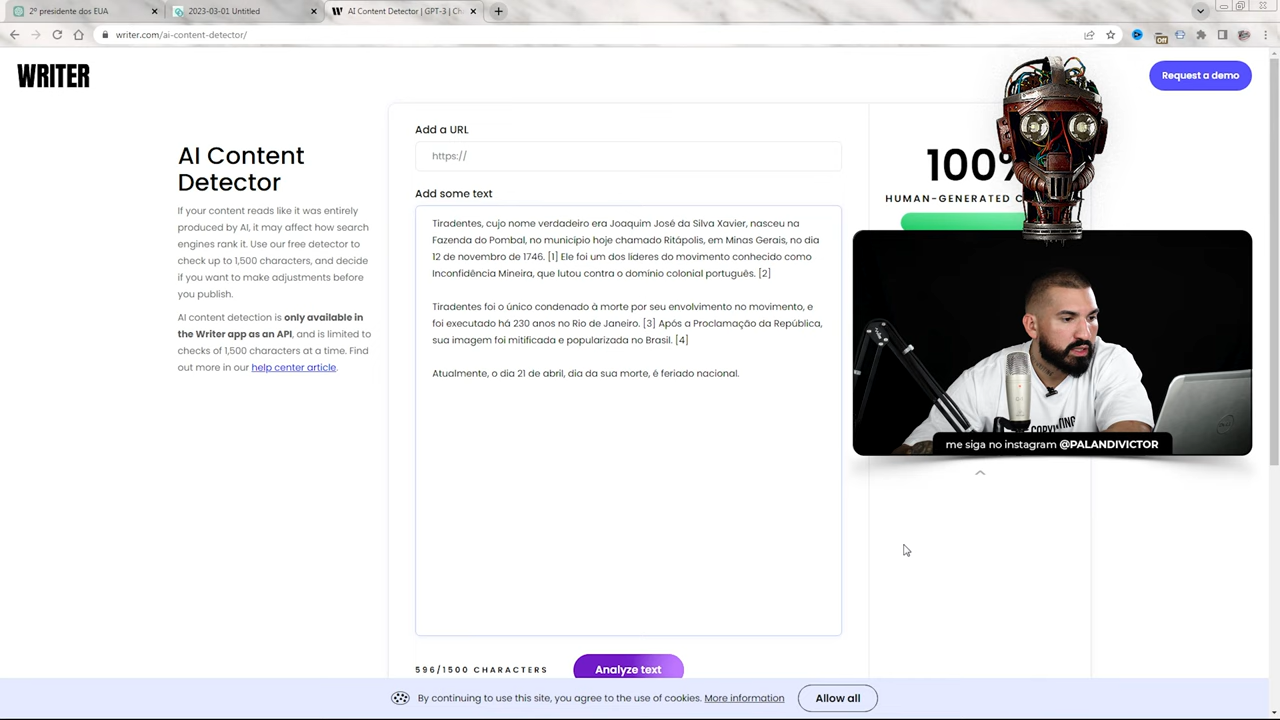 2º presidente dos EUA
2023-03-01 Untitled
AI Content Detector | GPT-3 | Ch
writer.com/ai-content-detector/
Off
WRITER
Request a demo
AI Content
Detector
If your content reads like it was entirely
produced by AI, it may affect how search
engines rank it. Use our free detector to
check up to 1,500 characters, and decide
if you want to make adjustments before
you publish.
AI content detection is only available in
the Writer app as an API, and is limited to
checks of 1,500 characters at a time. Find
out more in our help center article.
Add a URL
https://
Add some text
Tiradentes, cujo nome verdadeiro era Joaquim José da Silva Xavier, nasceu na
Fazenda do Pombal, no município hoje chamado Ritápolis, em Minas Gerais, no dia
12 de novembro de 1746. [1] Ele foi um dos líderes do movimento conhecido como
Inconfidência Mineira, que lutou contra o domínio colonial português. [2]
Tiradentes foi o único condenado à morte por seu envolvimento no movimento, e
foi executado há 230 anos no Rio de Janeiro. [3] Após a Proclamação da República,
sua imagem foi mitificada e popularizada no Brasil. [4]
Atualmente, o dia 21 de abril, dia da sua morte, é feriado nacional.
596/1500 CHARACTERS
Analyze text
100%
HUMAN-GENERATED C
me siga no instagram @PALANDIVICTOR
By continuing to use this site, you agree to the use of cookies. More information
Allow all